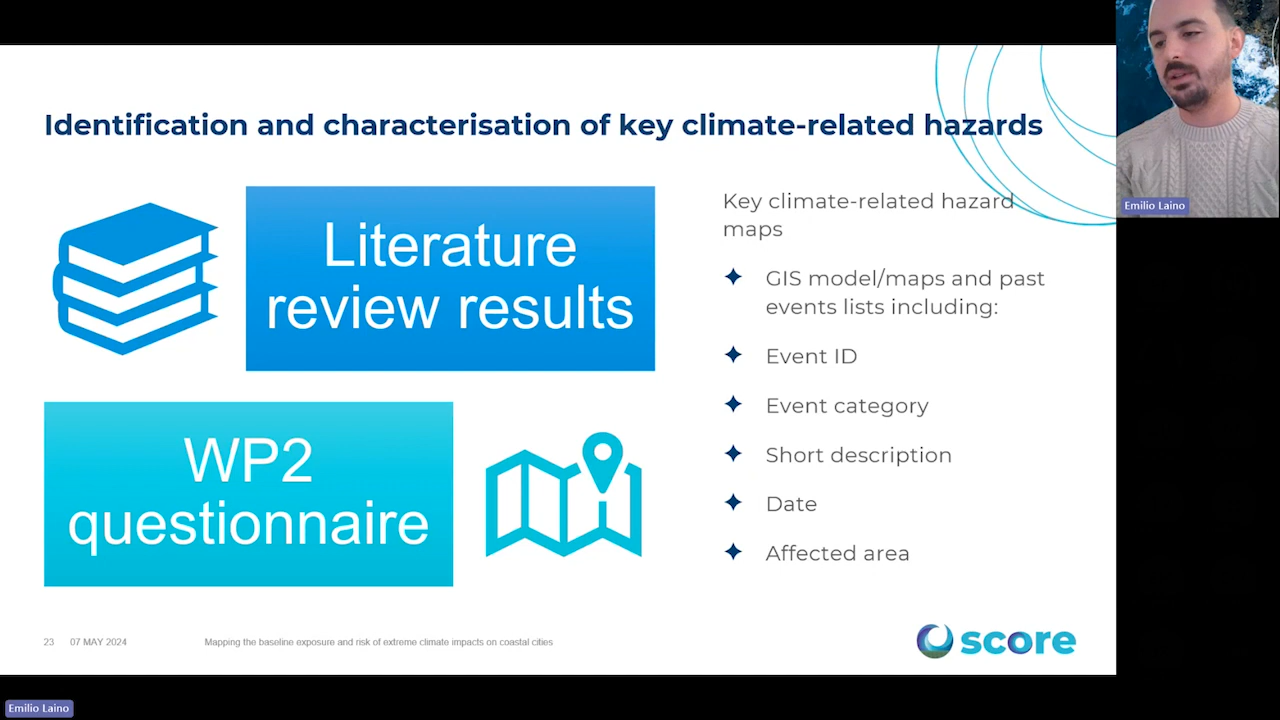 Identification and characterisation of key climate-related hazards
Literature
review results
WP2
questionnaire
Key climate-related hazard
maps
GIS model/maps and past
events lists including:
Event ID
Event category
Short description
Date
Affected area
23 07 MAY 2024 Mapping the baseline exposure and risk of extreme climate impacts on coastal cities
score
Emilio Laino
Emilio Laino